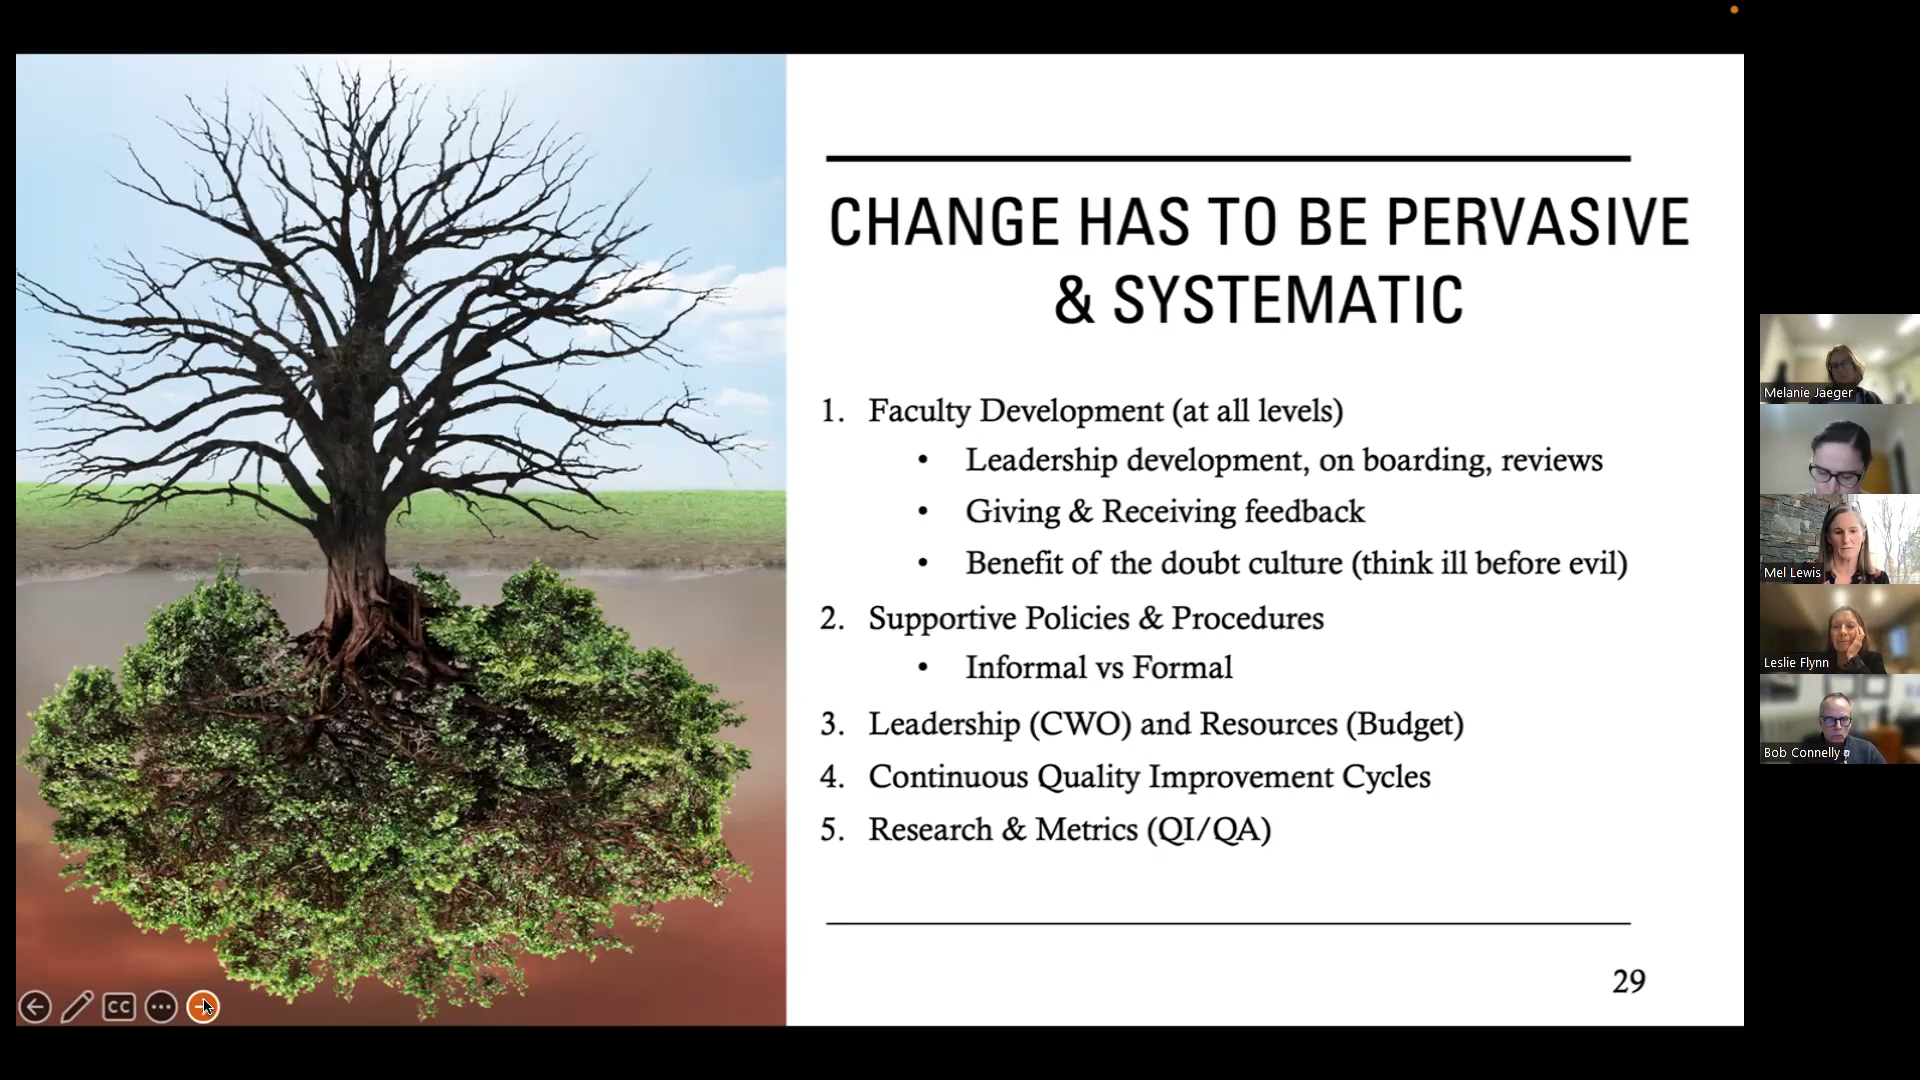 CHANGE HAS TO BE PERVASIVE
& SYSTEMATIC
1. Faculty Development (at all levels)
• Leadership development, on boarding, reviews
• Giving & Receiving feedback
• Benefit of the doubt culture (think ill before evil)
2. Supportive Policies & Procedures
• Informal vs Formal
3. Leadership (CWO) and Resources (Budget)
4. Continuous Quality Improvement Cycles
5. Research & Metrics (QI/QA)
29
CC
Melanie Jaeger
Mel Lewis
Leslie Flynn
Bob Connelly